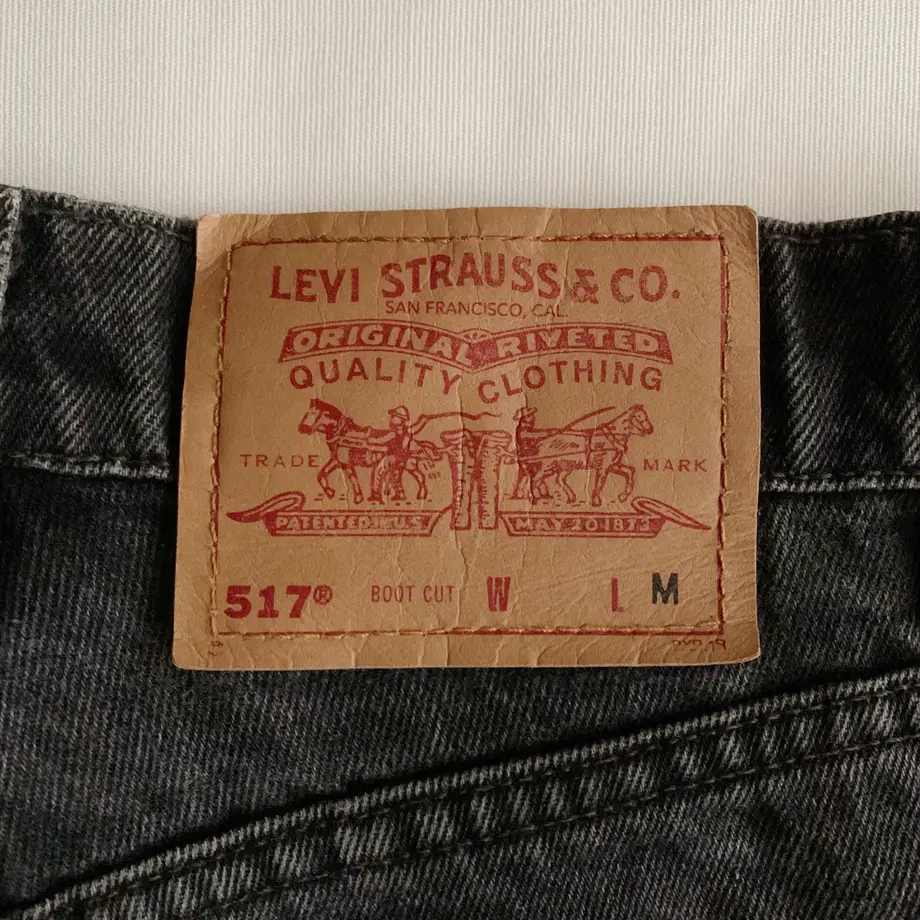 LEVI STRAUSS & CO.
SAN FRANCISCO, CAL.
ORIGINAL RIVETED
QUALITY CLOTHING
TRADE MARK
PATENTED IN U.S. MAY 20 1873
517® BOOT CUT W L M